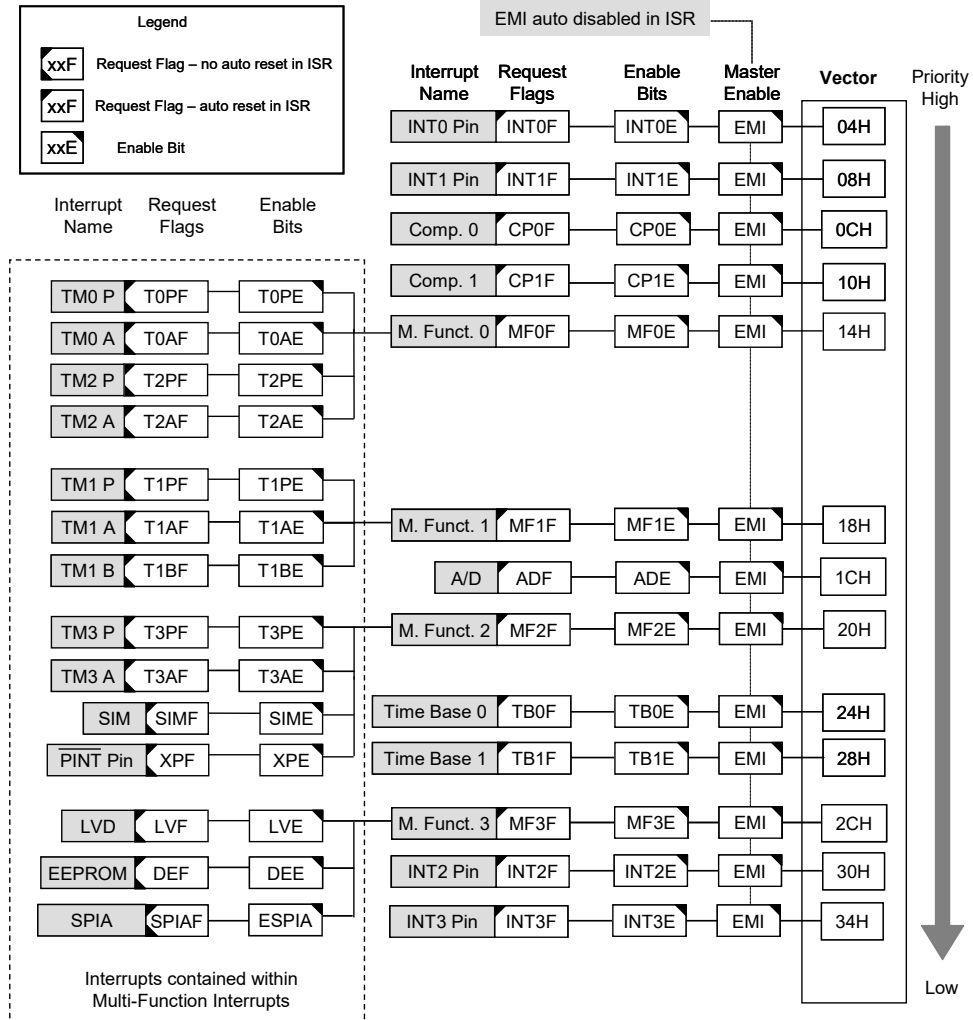 Legend
xxF Request Flag – no auto reset in ISR
xxF Request Flag – auto reset in ISR
xxE Enable Bit
EMI auto disabled in ISR
Interrupt Name Request Flags Enable Bits Master Enable Vector Priority High
INT0 Pin INT0F INT0E EMI 04H
INT1 Pin INT1F INT1E EMI 08H
Comp. 0 CP0F CP0E EMI 0CH
Comp. 1 CP1F CP1E EMI 10H
M. Funct. 0 MF0F MF0E EMI 14H
M. Funct. 1 MF1F MF1E EMI 18H
A/D ADF ADE EMI 1CH
M. Funct. 2 MF2F MF2E EMI 20H
Time Base 0 TB0F TB0E EMI 24H
Time Base 1 TB1F TB1E EMI 28H
M. Funct. 3 MF3F MF3E EMI 2CH
INT2 Pin INT2F INT2E EMI 30H
INT3 Pin INT3F INT3E EMI 34H
Low
Interrupt Name Request Flags Enable Bits
TM0 P T0PF T0PE
TM0 A T0AF T0AE
TM2 P T2PF T2PE
TM2 A T2AF T2AE
TM1 P T1PF T1PE
TM1 A T1AF T1AE
TM1 B T1BF T1BE
TM3 P T3PF T3PE
TM3 A T3AF T3AE
SIM SIMF SIME
PINT Pin XPF XPE
LVD LVF LVE
EEPROM DEF DEE
SPIA SPIAF ESPIA
Interrupts contained within
Multi-Function Interrupts